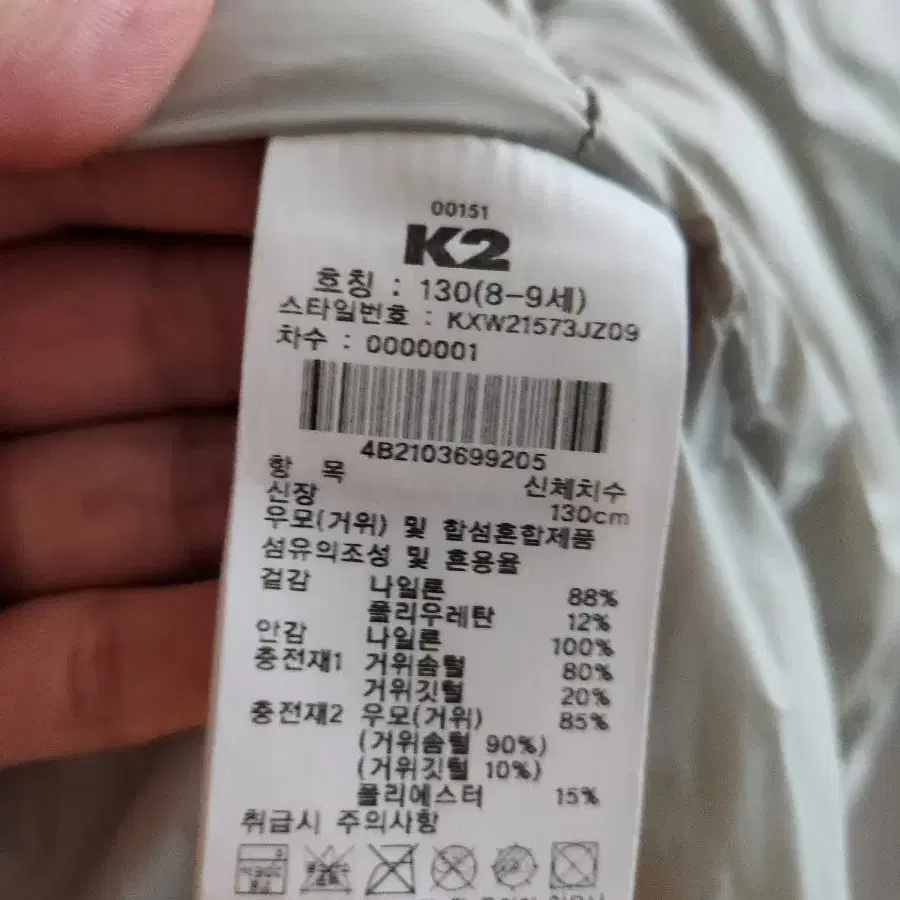 00151
K2
호칭 : 130(8-9세)
스타일번호 : KXW21573JZ09
차수 : 0000001
4B2103699205
항 목 신체치수
신장 130cm
우모(거위) 및 합섬혼합제품
섬유의조성 및 혼용율
겉감 나일론 88%
폴리우레탄 12%
안감 나일론 100%
충전재1 거위솜털 80%
거위깃털 20%
충전재2 우모(거위) 85%
(거위솜털 90%)
(거위깃털 10%)
폴리에스터 15%
취급시 주의사항